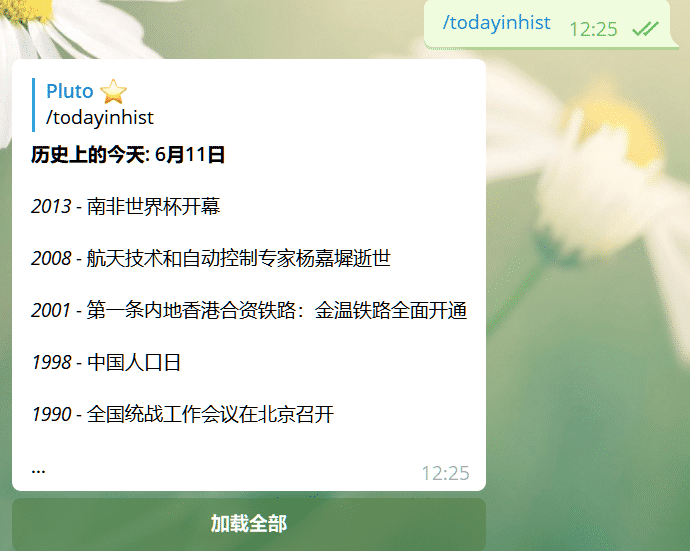 /todayinhist 12:25
Pluto ⭐
/todayinhist
历史上的今天: 6月11日
2013 - 南非世界杯开幕
2008 - 航天技术和自动控制专家杨嘉墀逝世
2001 - 第一条内地香港合资铁路：金温铁路全面开通
1998 - 中国人口日
1990 - 全国统战工作会议在北京召开
...
12:25
加载全部